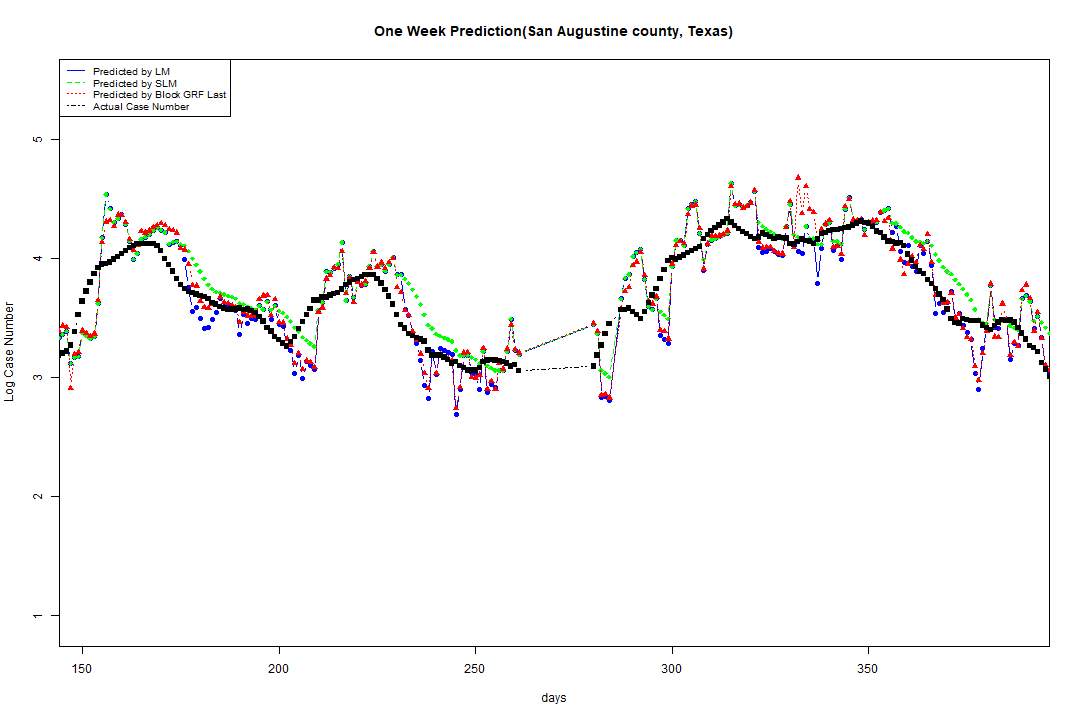 One Week Prediction(San Augustine county, Texas)
Predicted by LM
Predicted by SLM
Predicted by Block GRF Last
Actual Case Number
5
4
3
2
1
Log Case Number
150 200 250 300 350
days